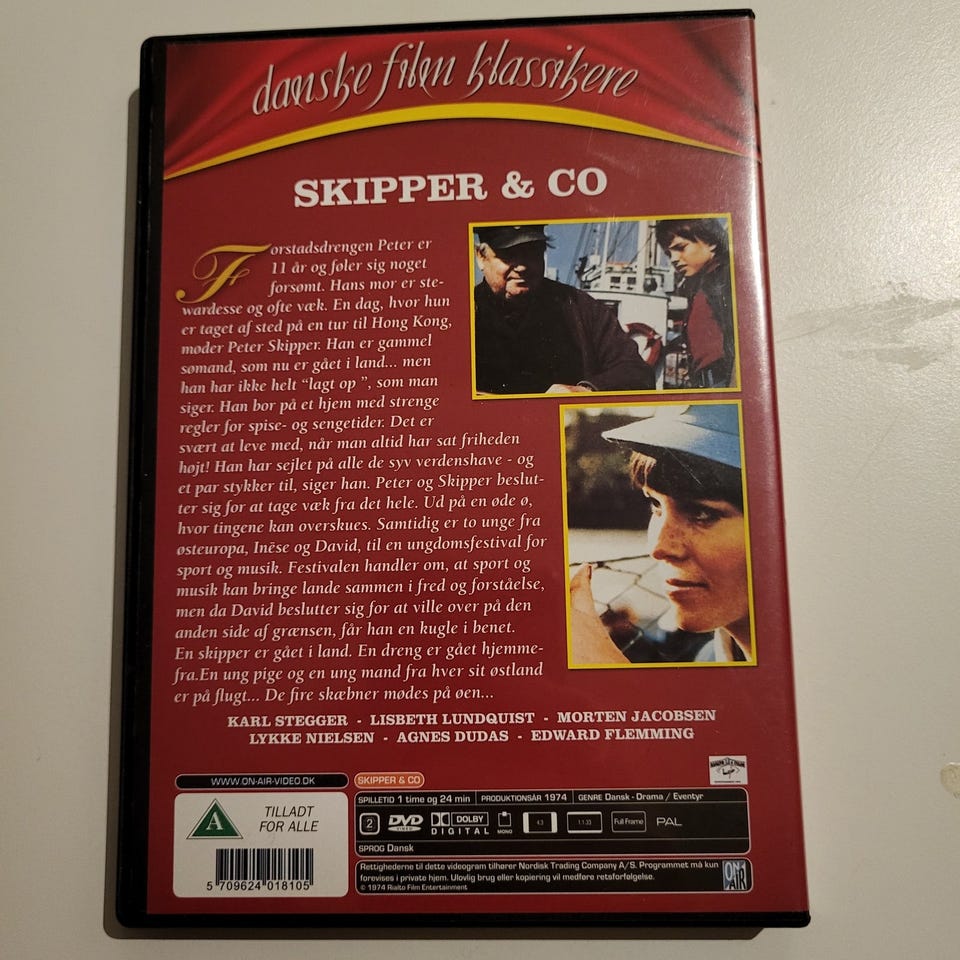 danske film klassikere
SKIPPER & CO
Forstadsdrengen Peter er
11 år og føler sig noget
forsømt. Hans mor er ste-
wardesse og ofte væk. En dag, hvor hun
er taget af sted på en tur til Hong Kong,
møder Peter Skipper. Han er gammel
sømand, som nu er gået i land... men
han har ikke helt “lagt op ”, som man
siger. Han bor på et hjem med strenge
regler for spise- og sengetider. Det er
svært at leve med, når man altid har sat friheden
højt! Han har sejlet på alle de syv verdenshave - og
et par stykker til, siger han. Peter og Skipper beslut-
ter sig for at tage væk fra det hele. Ud på en øde ø,
hvor tingene kan overskues. Samtidig er to unge fra
østeuropa, Inëse og David, til en ungdomsfestival for
sport og musik. Festivalen handler om, at sport og
musik kan bringe lande sammen i fred og forståelse,
men da David beslutter sig for at ville over på den
anden side af grænsen, får han en kugle i benet.
En skipper er gået i land. En dreng er gået hjemme-
fra.En ung pige og en ung mand fra hver sit østland
er på flugt... De fire skæbner mødes på øen...
KARL STEGGER - LISBETH LUNDQUIST - MORTEN JACOBSEN
LYKKE NIELSEN - AGNES DUDAS - EDWARD FLEMMING
WWW.ON-AIR-VIDEO.DK
SKIPPER & CO
A
TILLADT
FOR ALLE
5 709624 018105
SPILLETID 1 time og 24 min PRODUKTIONSÅR 1974 GENRE Dansk - Drama / Eventyr
2 DVD VIDEO DOLBY DIGITAL MONO 4:3 1:1.33 Full Frame PAL
SPROG Dansk
Rettighederne til dette videogram tilhører Nordisk Trading Company A/S. Programmet må kun
forevises i private hjem. Ulovlig brug eller kopiering vil medføre retsforfølgelse.
© 1974 Rialto Film Entertainment
ON AIR